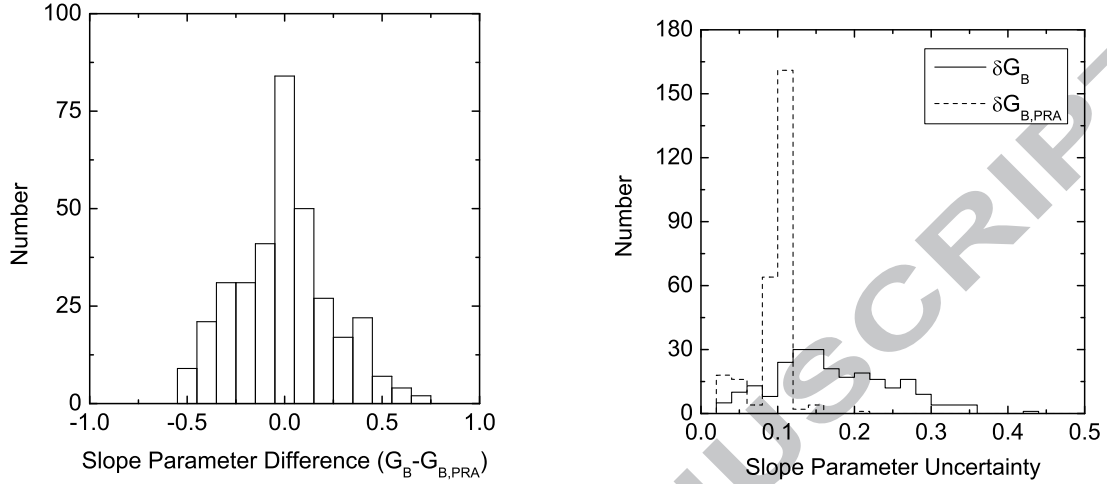 100
75
50
25
0
-1.0 -0.5 0.0 0.5 1.0
Number
Slope Parameter Difference (G_B-G_B,PRA)
180
150
120
90
60
30
0
0.0 0.1 0.2 0.3 0.4 0.5
Number
Slope Parameter Uncertainty
δG_B
δG_B,PRA
USCRIPT